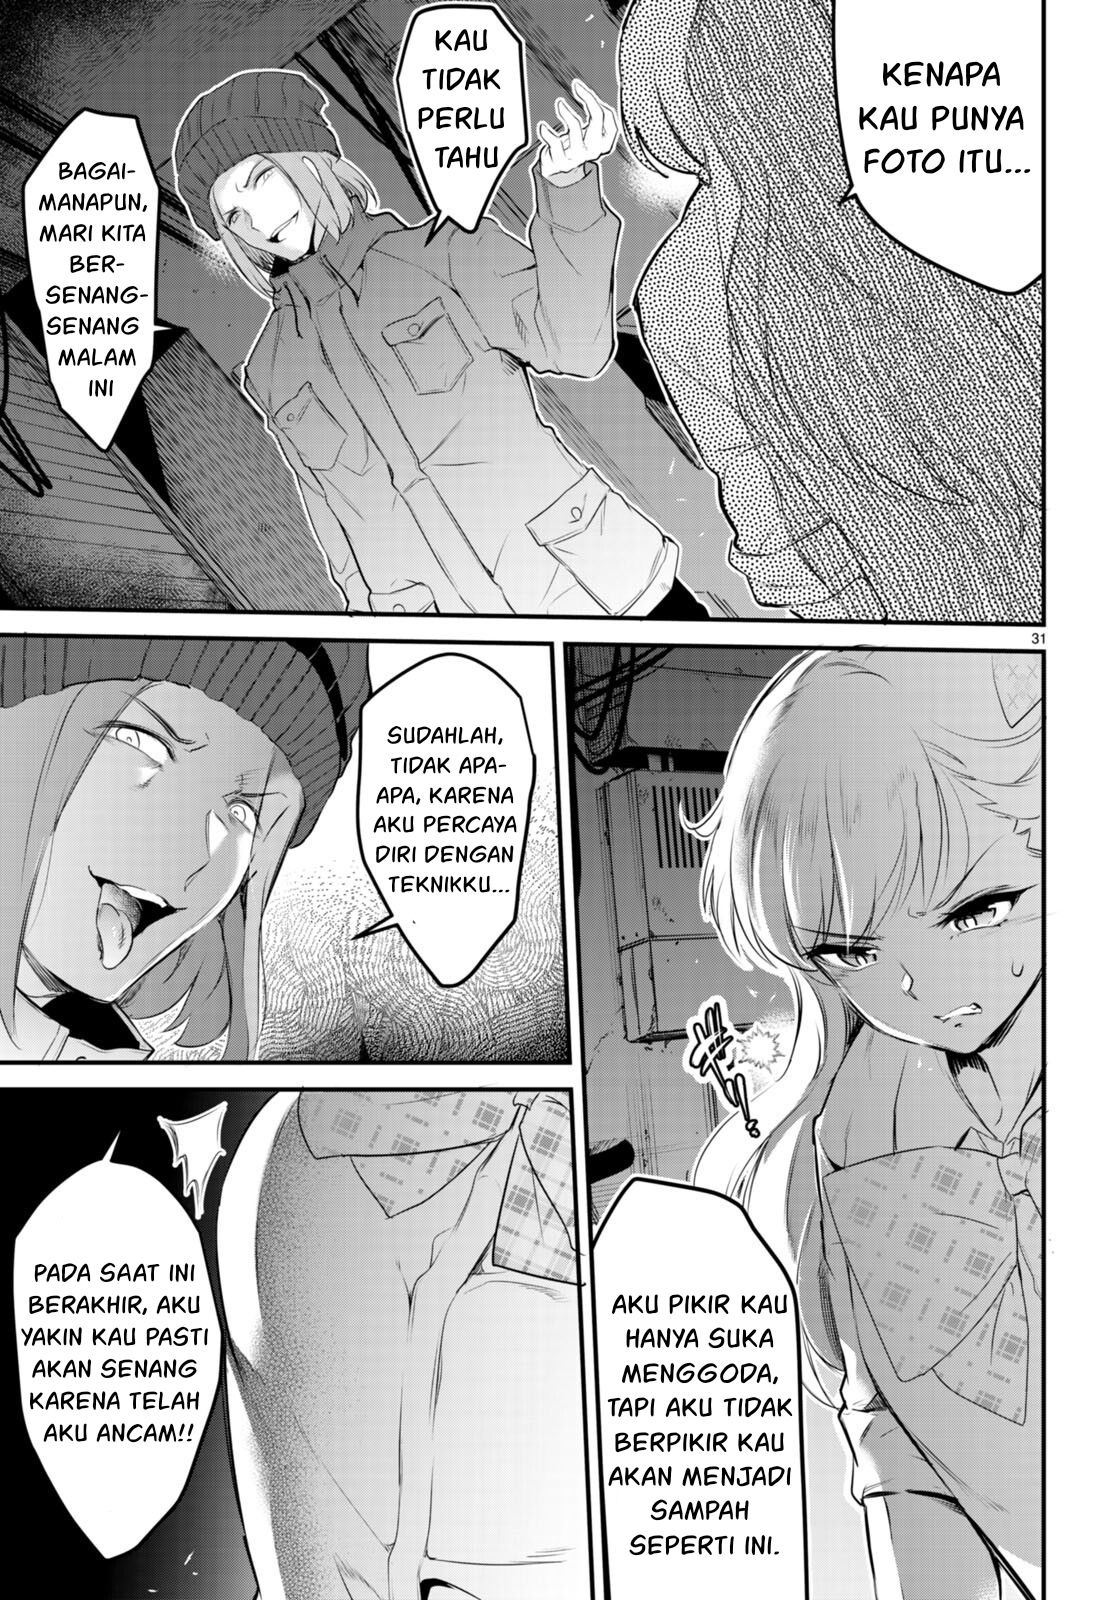 KENAPA
KAU PUNYA
FOTO ITU...
KAU
TIDAK
PERLU
TAHU
BAGAI-
MANAPUN,
MARI KITA
BER-
SENANG-
SENANG
MALAM
INI
31
AKU PIKIR KAU
HANYA SUKA
MENGGODA,
TAPI AKU TIDAK
BERPIKIR KAU
AKAN MENJADI
SAMPAH
SEPERTI INI.
SUDAHLAH,
TIDAK APA-
APA, KARENA
AKU PERCAYA
DIRI DENGAN
TEKNIKKU...
PADA SAAT INI
BERAKHIR, AKU
YAKIN KAU PASTI
AKAN SENANG
KARENA TELAH
AKU ANCAM!!